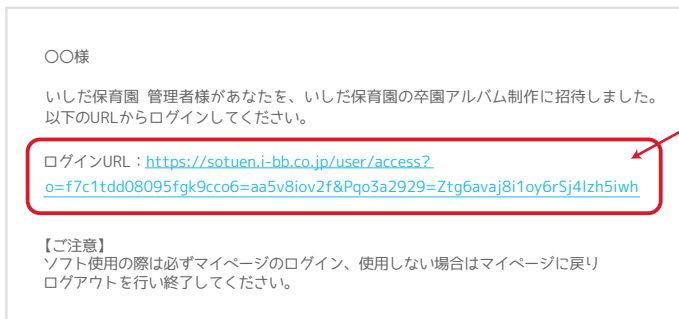 〇〇様
いしだ保育園 管理者様があなたを、いしだ保育園の卒園アルバム制作に招待しました。
以下のURLからログインしてください。
ログインURL：https://sotuen.i-bb.co.jp/user/access?
o=f7c1tdd08095fgk9cco6=aa5v8iov2f&Pqo3a2929=Ztg6avaj8i1oy6rSj4lzh5iwh
【ご注意】
ソフト使用の際は必ずマイページのログイン、使用しない場合はマイページに戻り
ログアウトを行い終了してください。